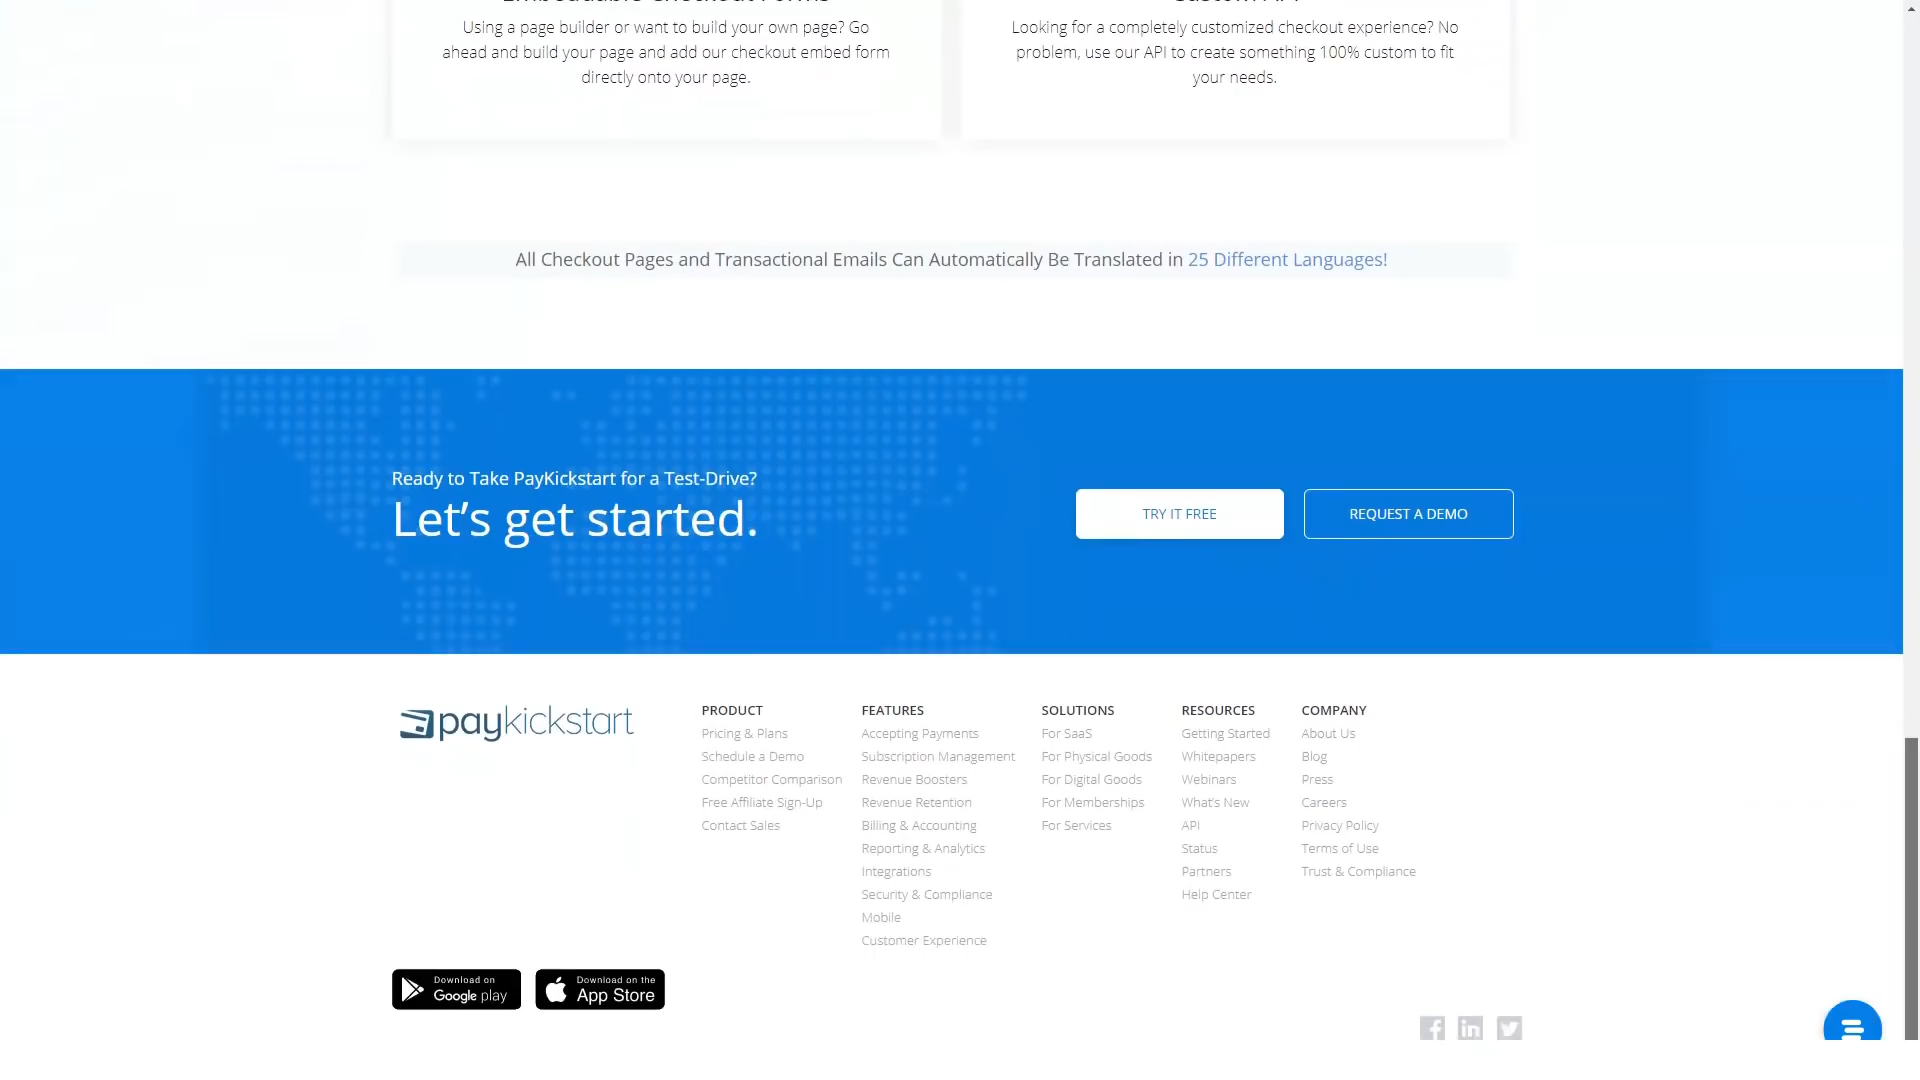 Embeddable Checkout Forms
Using a page builder or want to build your own page? Go
ahead and build your page and add our checkout embed form
directly onto your page.
Custom API
Looking for a completely customized checkout experience? No
problem, use our API to create something 100% custom to fit
your needs.
All Checkout Pages and Transactional Emails Can Automatically Be Translated in 25 Different Languages!
Ready to Take PayKickstart for a Test-Drive?
Let’s get started.
TRY IT FREE
REQUEST A DEMO
paykickstart
PRODUCT
Pricing & Plans
Schedule a Demo
Competitor Comparison
Free Affiliate Sign-Up
Contact Sales
FEATURES
Accepting Payments
Subscription Management
Revenue Boosters
Revenue Retention
Billing & Accounting
Reporting & Analytics
Integrations
Security & Compliance
Mobile
Customer Experience
SOLUTIONS
For SaaS
For Physical Goods
For Digital Goods
For Memberships
For Services
RESOURCES
Getting Started
Whitepapers
Webinars
What's New
API
Status
Partners
Help Center
COMPANY
About Us
Blog
Press
Careers
Privacy Policy
Terms of Use
Trust & Compliance
Download on
Google play
Download on the
App Store